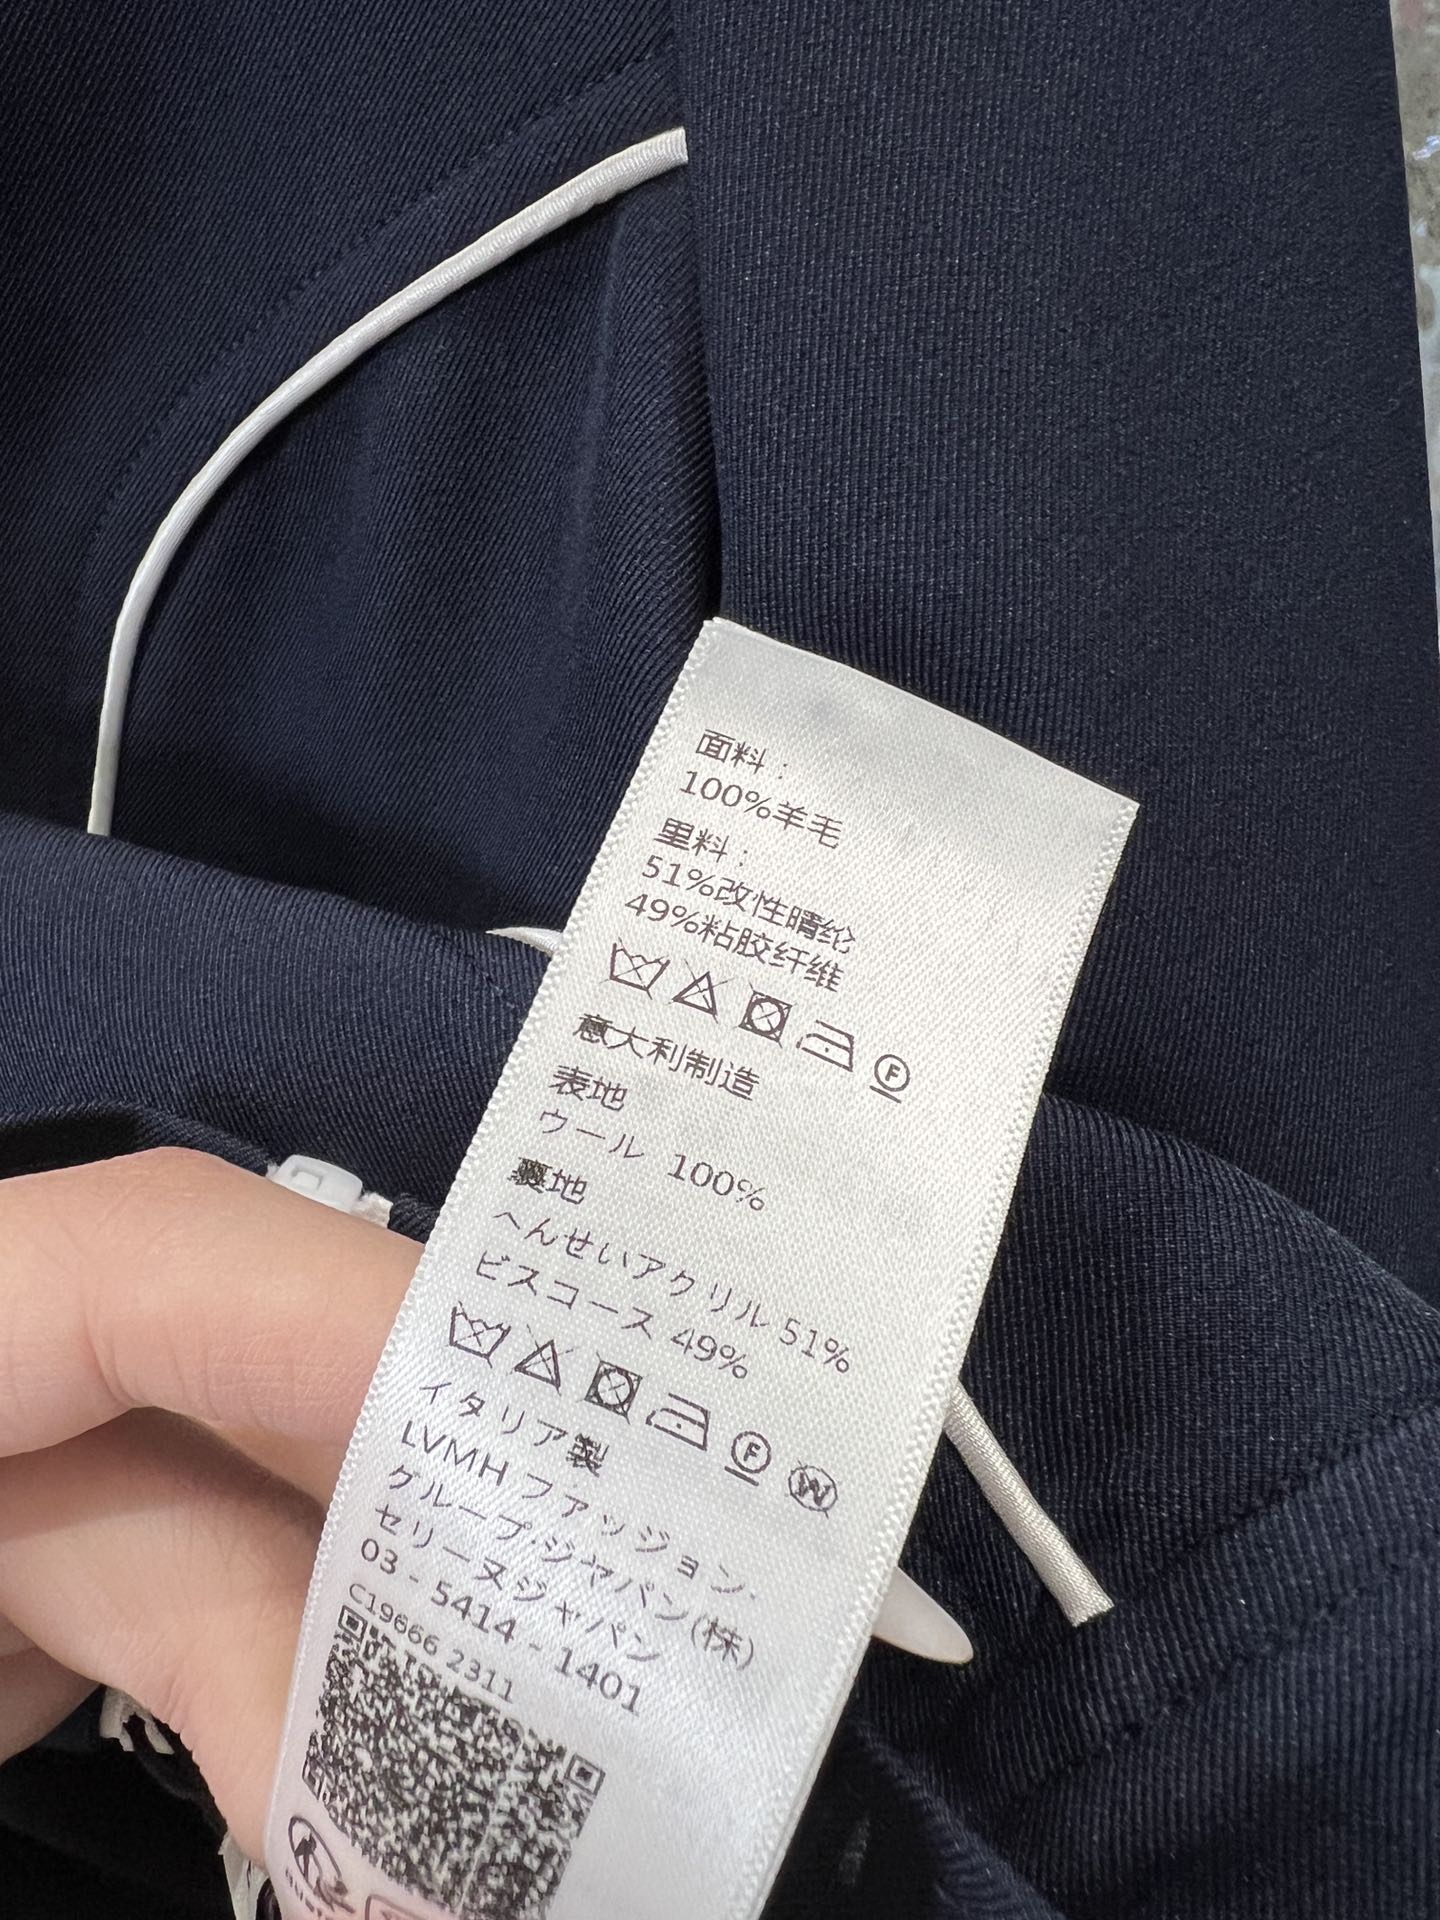 面料：
100%羊毛
里料：
51%改性晴纶
49%粘胶纤维
F
意大利制造
表地
ウール 100%
裏地
へんせいアクリル 51%
ビスコース 49%
F W
イタリア製
LVMH ファッション.
グループ.ジャパン(株)
セリーヌジャパン
03 - 5414 - 1401
C19666 2311